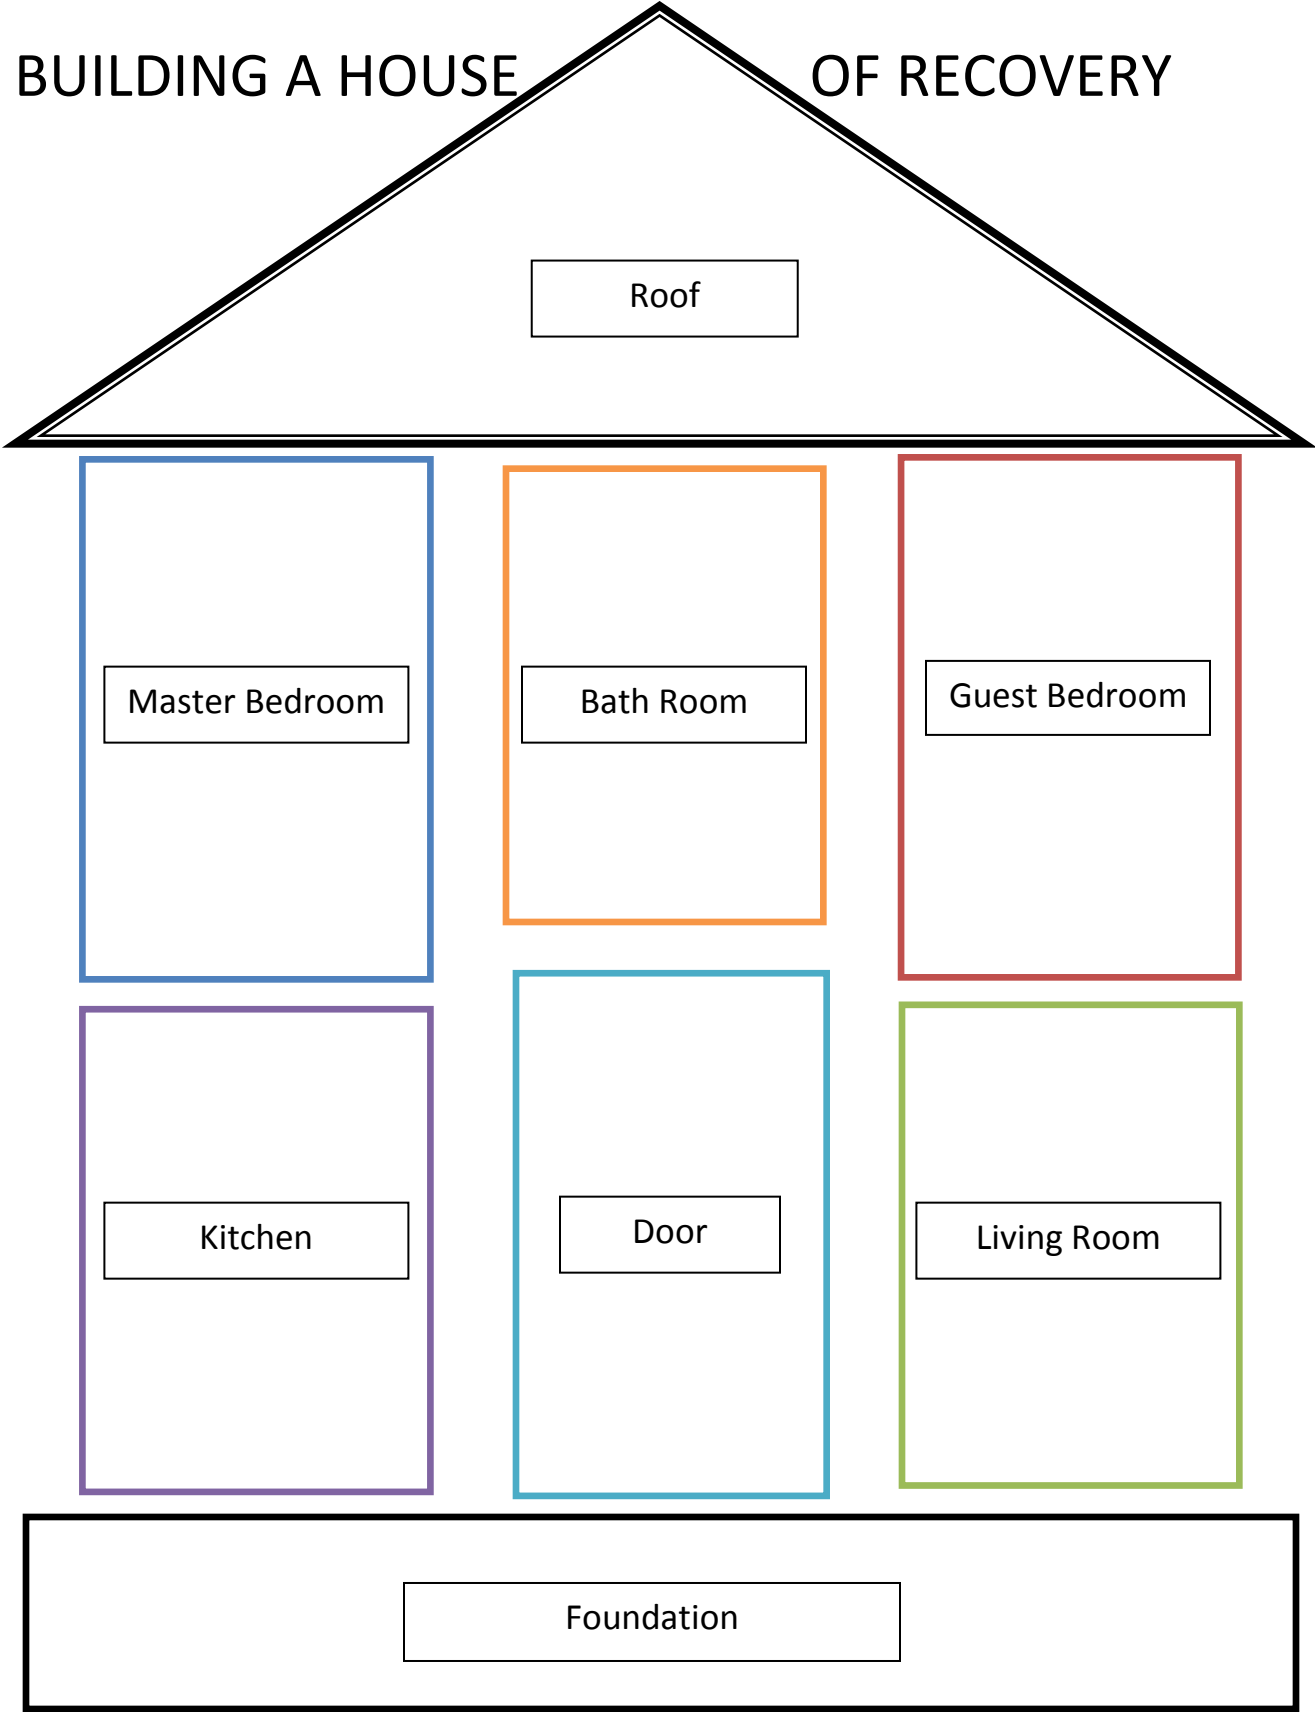 BUILDING A HOUSE OF RECOVERY
Roof
Master Bedroom
Bath Room
Guest Bedroom
Kitchen
Door
Living Room
Foundation